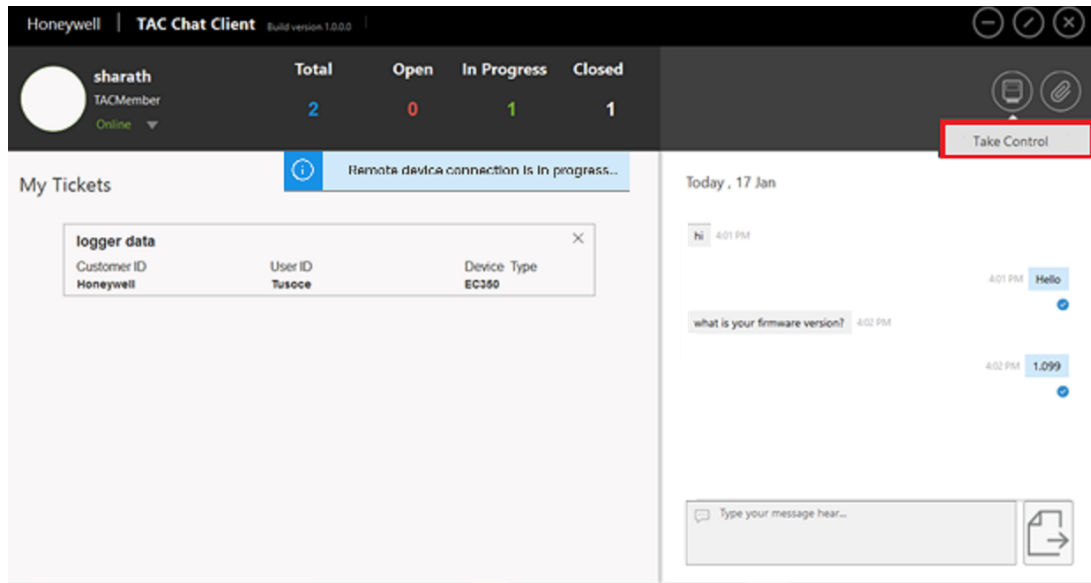 Honeywell | TAC Chat Client Build version 1.0.0.0
sharath
TACMember
Online
Total Open In Progress Closed
2 0 1 1
Take Control
Remote device connection is in progress...
My Tickets
logger data
Customer ID User ID Device Type
Honeywell Tusoce EC350
Today , 17 Jan
hi 4:01 PM
4:01 PM Hello
what is your firmware version? 4:02 PM
4:02 PM 1.099
Type your message hear...